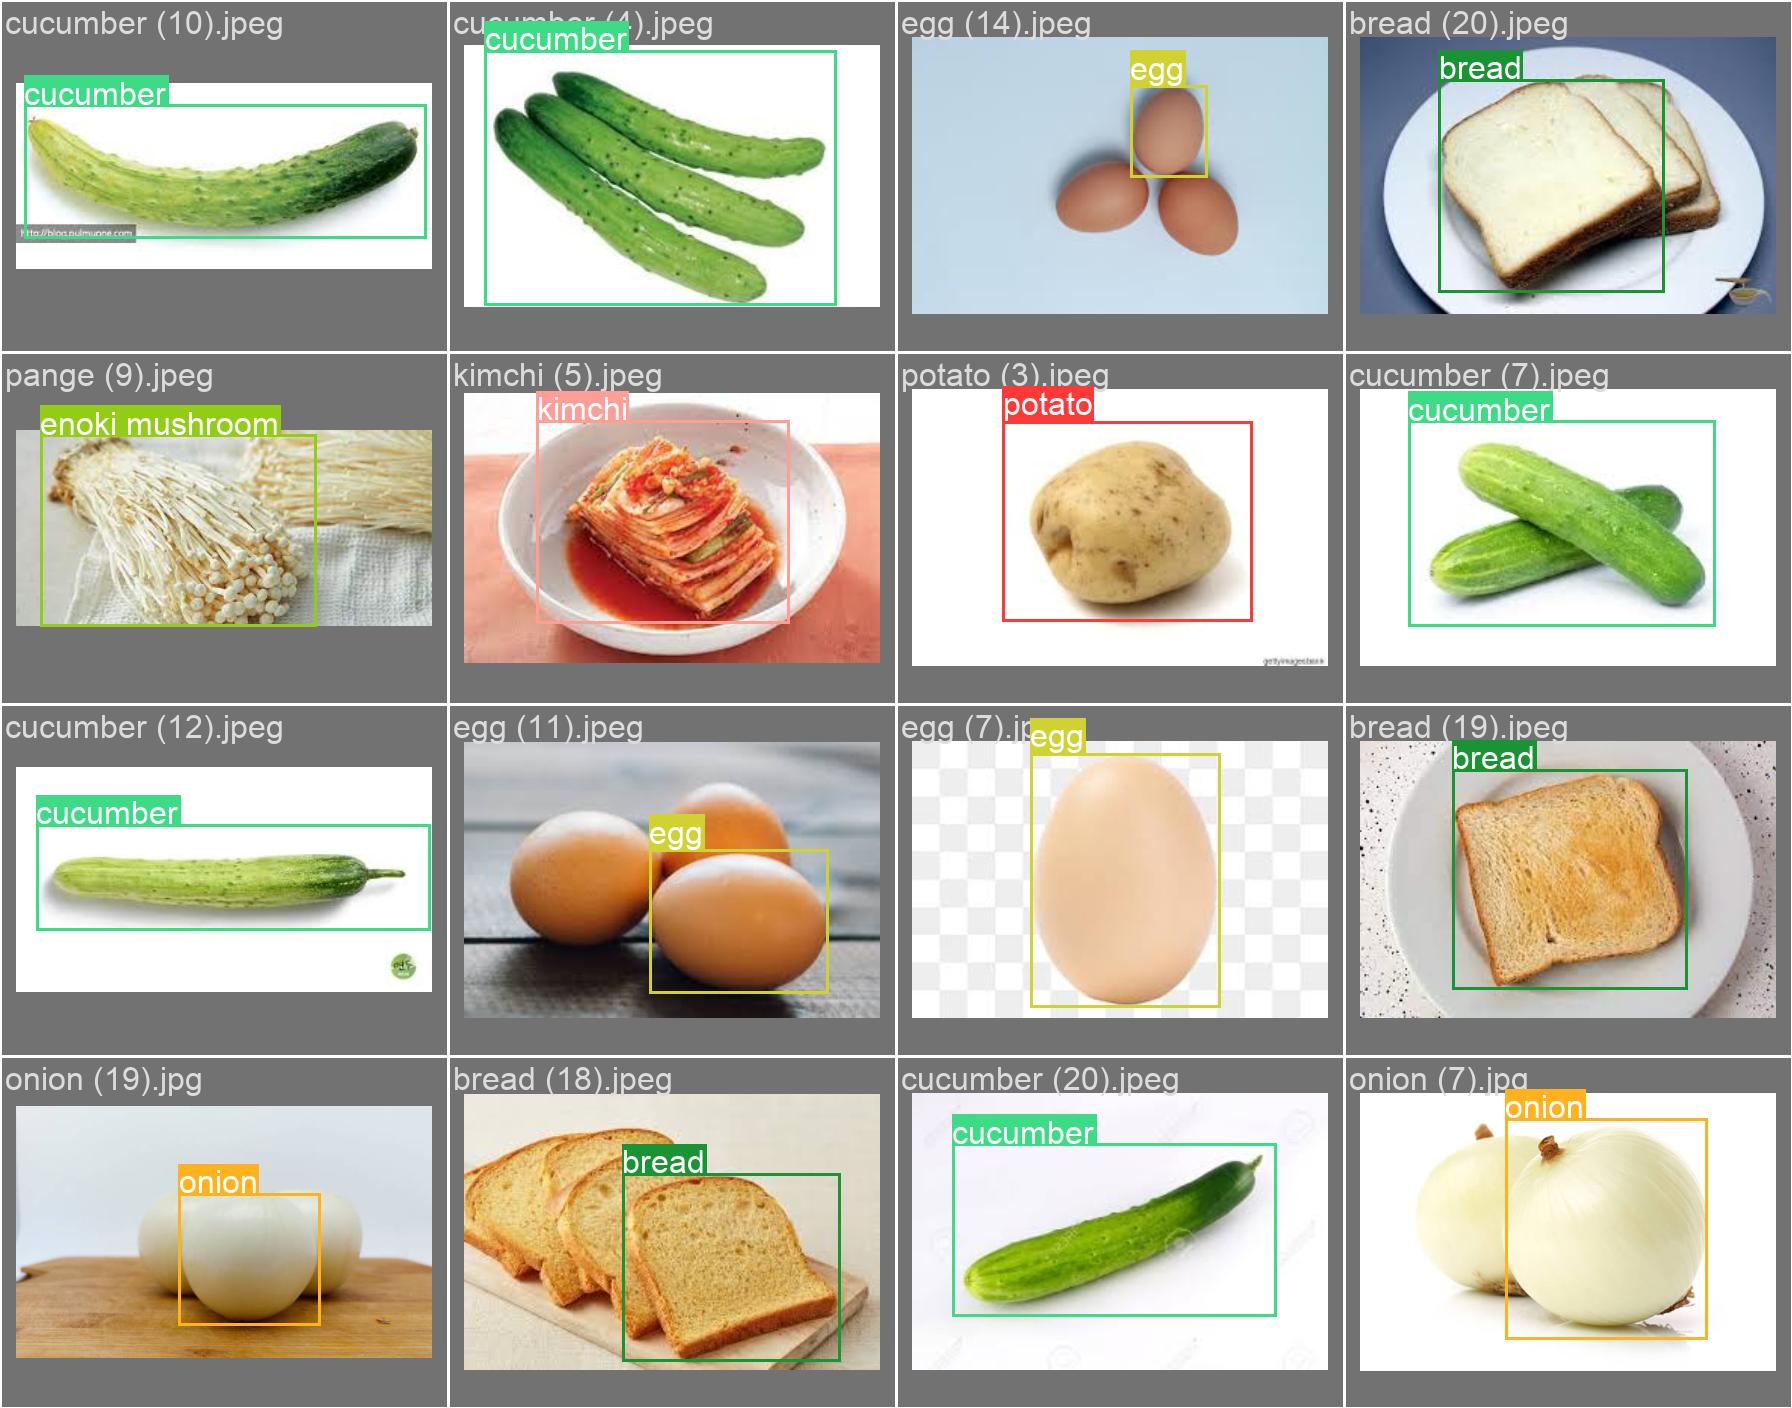 cucumber (10).jpeg
cucumber
cucumber (4).jpeg
cucumber
egg (14).jpeg
egg
bread (20).jpeg
bread
http://blog.pulmuone.com
pange (9).jpeg
enoki mushroom
kimchi (5).jpeg
kimchi
potato (3).jpeg
potato
cucumber (7).jpeg
cucumber
gettyimagesbank
cucumber (12).jpeg
cucumber
egg (11).jpeg
egg
egg (7).jp
egg
bread (19).jpeg
bread
onion (19).jpg
onion
bread (18).jpeg
bread
cucumber (20).jpeg
cucumber
onion (7).jpg
onion